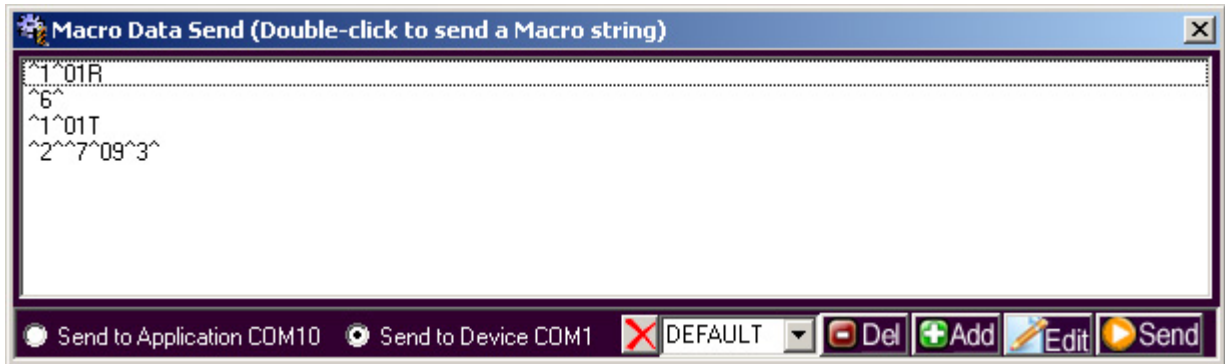 Macro Data Send (Double-click to send a Macro string)
^1^01R
^6^
^1^01T
^2^^7^09^3^
Send to Application COM10 Send to Device COM1 DEFAULT Del Add Edit Send